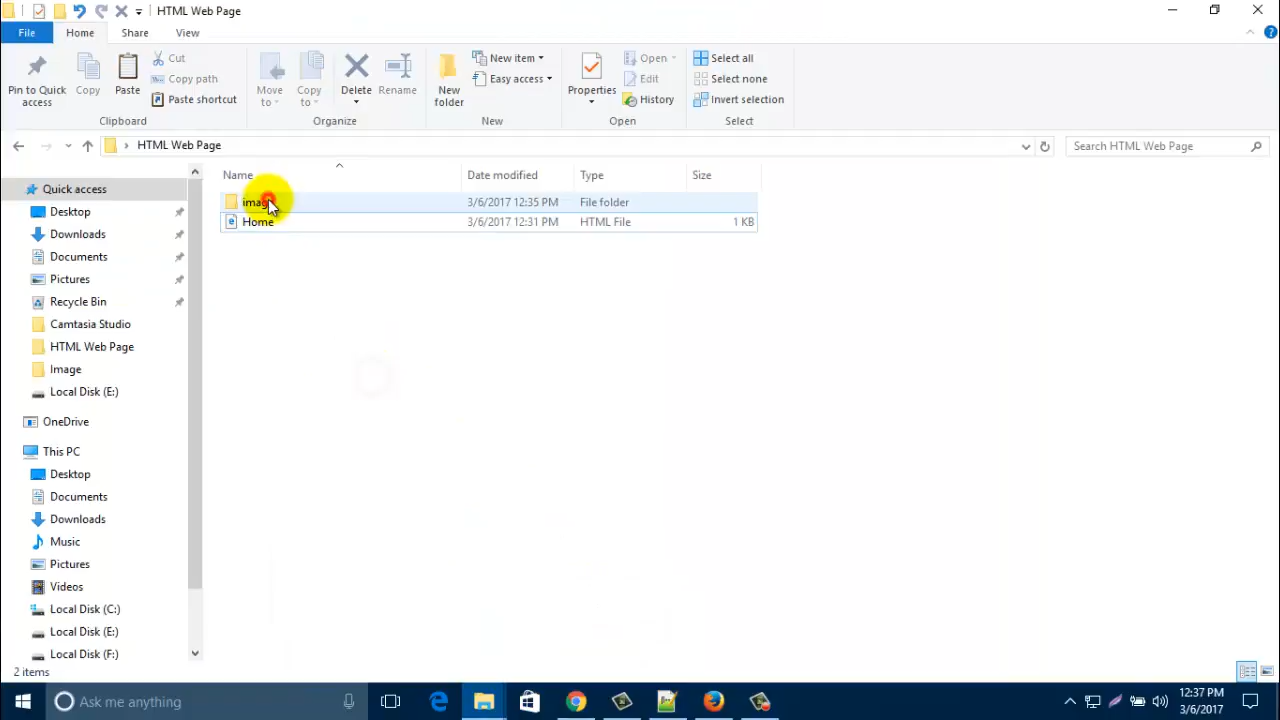 HTML Web Page
File Home Share View
Pin to Quick access
Copy
Paste
Cut
Copy path
Paste shortcut
Clipboard
Move to
Copy to
Delete
Rename
Organize
New folder
New item
Easy access
New
Properties
Open
Edit
History
Open
Select all
Select none
Invert selection
Select
HTML Web Page
Search HTML Web Page
Name Date modified Type Size
3/6/2017 12:35 PM File folder
Home 3/6/2017 12:31 PM HTML File 1 KB
Quick access
Desktop
Downloads
Documents
Pictures
Recycle Bin
Camtasia Studio
HTML Web Page
Image
Local Disk (E:)
OneDrive
This PC
Desktop
Documents
Downloads
Music
Pictures
Videos
Local Disk (C:)
Local Disk (E:)
Local Disk (F:)
2 items
Ask me anything
12:37 PM
3/6/2017